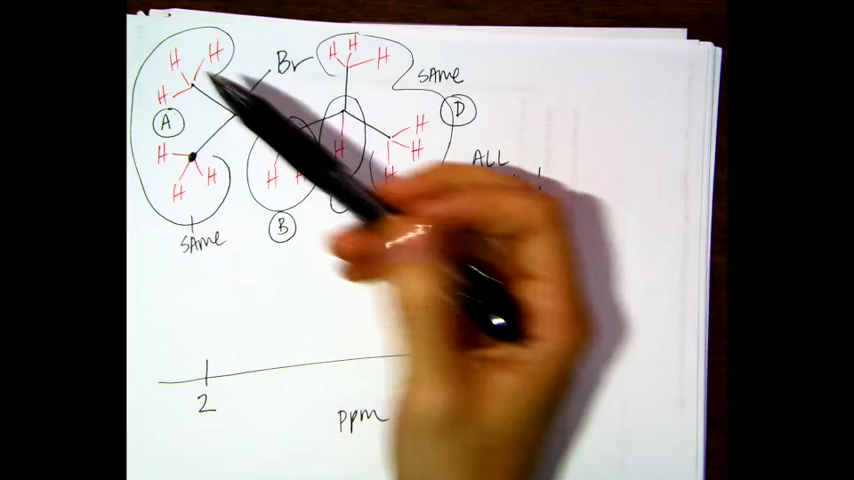 H H Br H H H
H SAME
A D
H
H H H H H ALL
H H H
SAME B
2
ppm